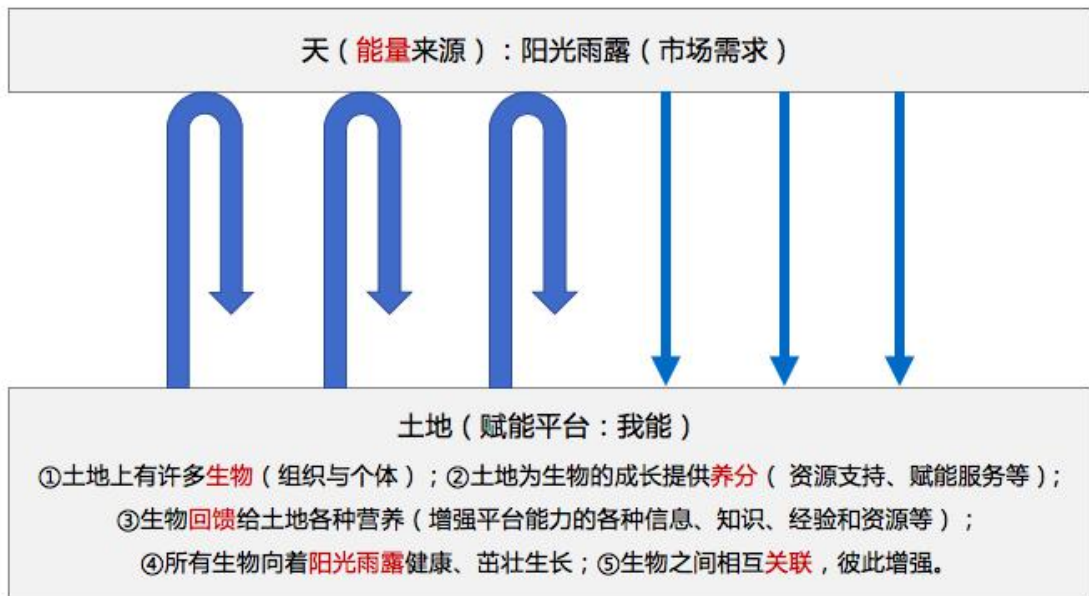 天（能量来源）：阳光雨露（市场需求）
土地（赋能平台：我能）
①土地上有许多生物（组织与个体）；②土地为生物的成长提供养分（ 资源支持、赋能服务等）；
③生物回馈给土地各种营养（增强平台能力的各种信息、知识、经验和资源等）；
④所有生物向着阳光雨露健康、茁壮生长；⑤生物之间相互关联，彼此增强。